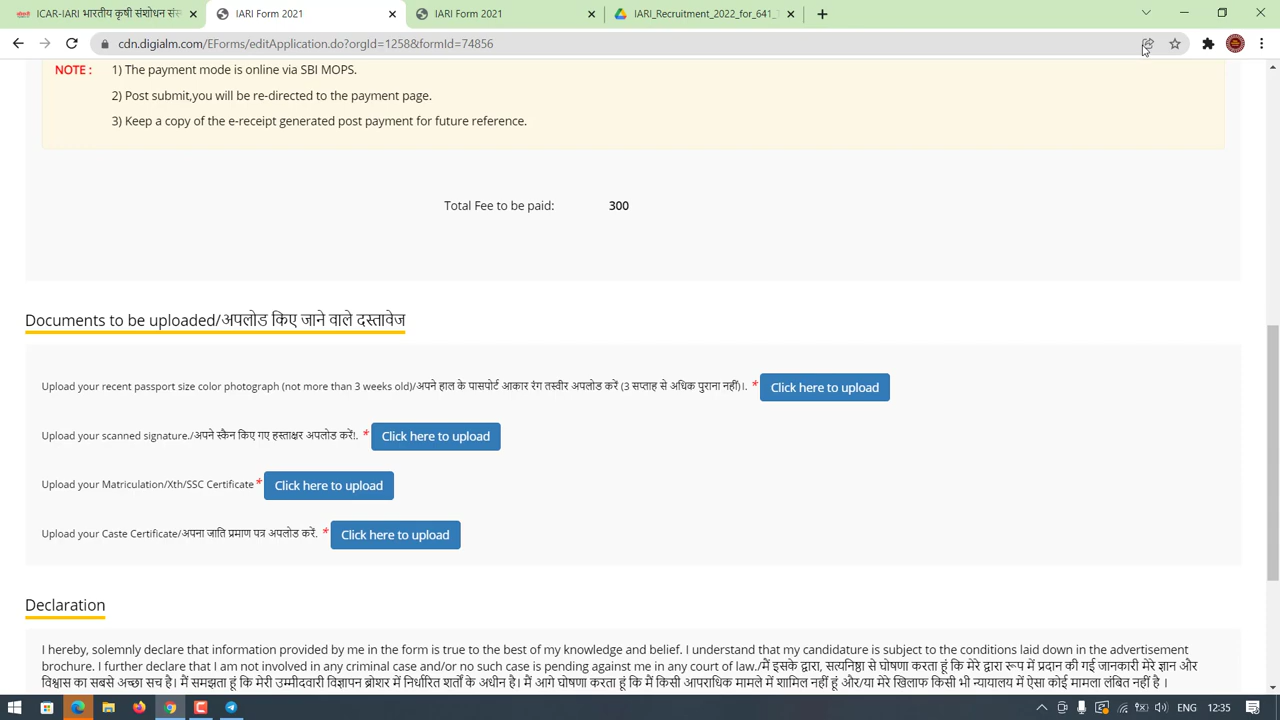 ICAR-IARI भारतीय कृषी संशोधन संस्
IARI Form 2021
IARI Form 2021
IARI_Recruitment_2022_for_641_T
cdn.digialm.com/EForms/editApplication.do?orgId=1258&formId=74856
NOTE : 1) The payment mode is online via SBI MOPS.
2) Post submit,you will be re-directed to the payment page.
3) Keep a copy of the e-receipt generated post payment for future reference.
Total Fee to be paid: 300
Documents to be uploaded/अपलोड किए जाने वाले दस्तावेज
Upload your recent passport size color photograph (not more than 3 weeks old)/अपने हाल के पासपोर्ट आकार रंग तस्वीर अपलोड करें (3 सप्ताह से अधिक पुराना नहीं)।. * Click here to upload
Upload your scanned signature./अपने स्कैन किए गए हस्ताक्षर अपलोड करें!. * Click here to upload
Upload your Matriculation/Xth/SSC Certificate* Click here to upload
Upload your Caste Certificate/अपना जाति प्रमाण पत्र अपलोड करें. * Click here to upload
Declaration
I hereby, solemnly declare that information provided by me in the form is true to the best of my knowledge and belief. I understand that my candidature is subject to the conditions laid down in the advertisement
brochure. I further declare that I am not involved in any criminal case and/or no such case is pending against me in any court of law./मैं इसके द्वारा, सत्यनिष्ठा से घोषणा करता हूं कि मेरे द्वारा रूप में प्रदान की गई जानकारी मेरे ज्ञान और
विश्वास का सबसे अच्छा सच है। मैं समझता हूं कि मेरी उम्मीदवारी विज्ञापन ब्रोशर में निर्धारित शर्तों के अधीन है। मैं आगे घोषणा करता हूं कि मैं किसी आपराधिक मामले में शामिल नहीं हूं और/या मेरे खिलाफ किसी भी न्यायालय में ऐसा कोई मामला लंबित नहीं है ।
ENG 12:35